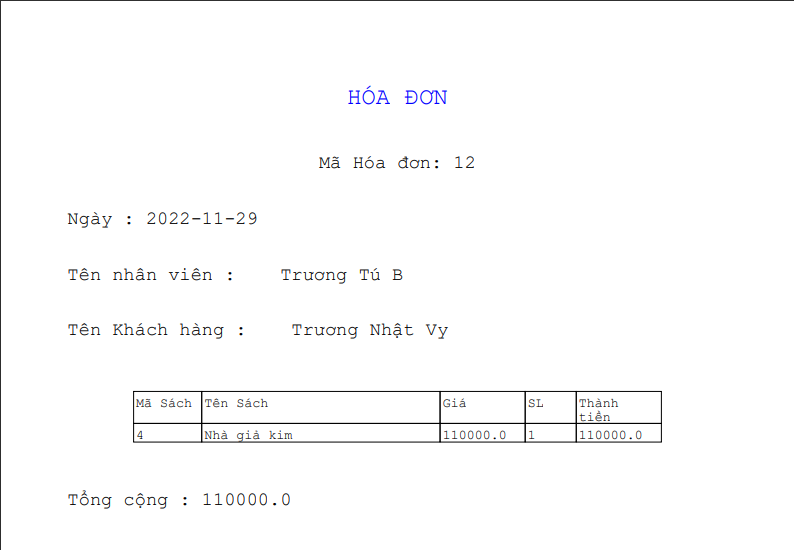 HÓA ĐƠN
Mã Hóa đơn: 12
Ngày : 2022-11-29
Tên nhân viên : Trương Tú B
Tên Khách hàng : Trương Nhật Vy
Mã Sách Tên Sách Giá SL Thành tiền
4 Nhà giả kim 110000.0 1 110000.0
Tổng cộng : 110000.0